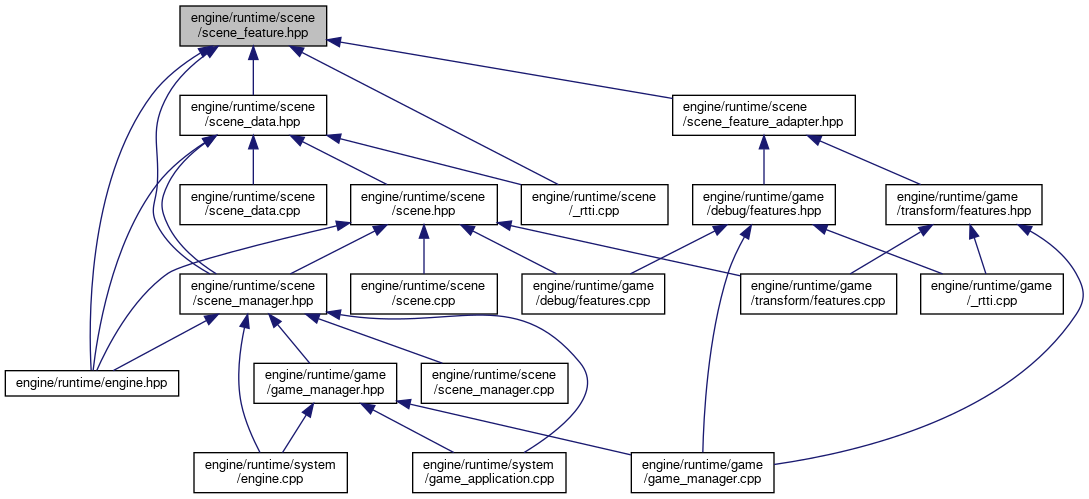 engine/runtime/scene
/scene_feature.hpp
engine/runtime/scene
/scene_data.hpp
engine/runtime/scene
/scene_feature_adapter.hpp
engine/runtime/scene
/scene_data.cpp
engine/runtime/scene
/scene.hpp
engine/runtime/scene
/_rtti.cpp
engine/runtime/game
/debug/features.hpp
engine/runtime/game
/transform/features.hpp
engine/runtime/scene
/scene_manager.hpp
engine/runtime/scene
/scene.cpp
engine/runtime/game
/debug/features.cpp
engine/runtime/game
/transform/features.cpp
engine/runtime/game
/_rtti.cpp
engine/runtime/engine.hpp
engine/runtime/game
/game_manager.hpp
engine/runtime/scene
/scene_manager.cpp
engine/runtime/system
/engine.cpp
engine/runtime/system
/game_application.cpp
engine/runtime/game
/game_manager.cpp